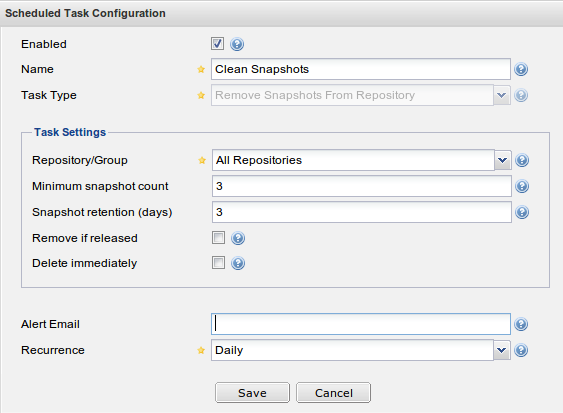 Scheduled Task Configuration
Enabled
Name Clean Snapshots
Task Type Remove Snapshots From Repository
Task Settings
Repository/Group All Repositories
Minimum snapshot count 3
Snapshot retention (days) 3
Remove if released
Delete immediately
Alert Email
Recurrence Daily
Save Cancel